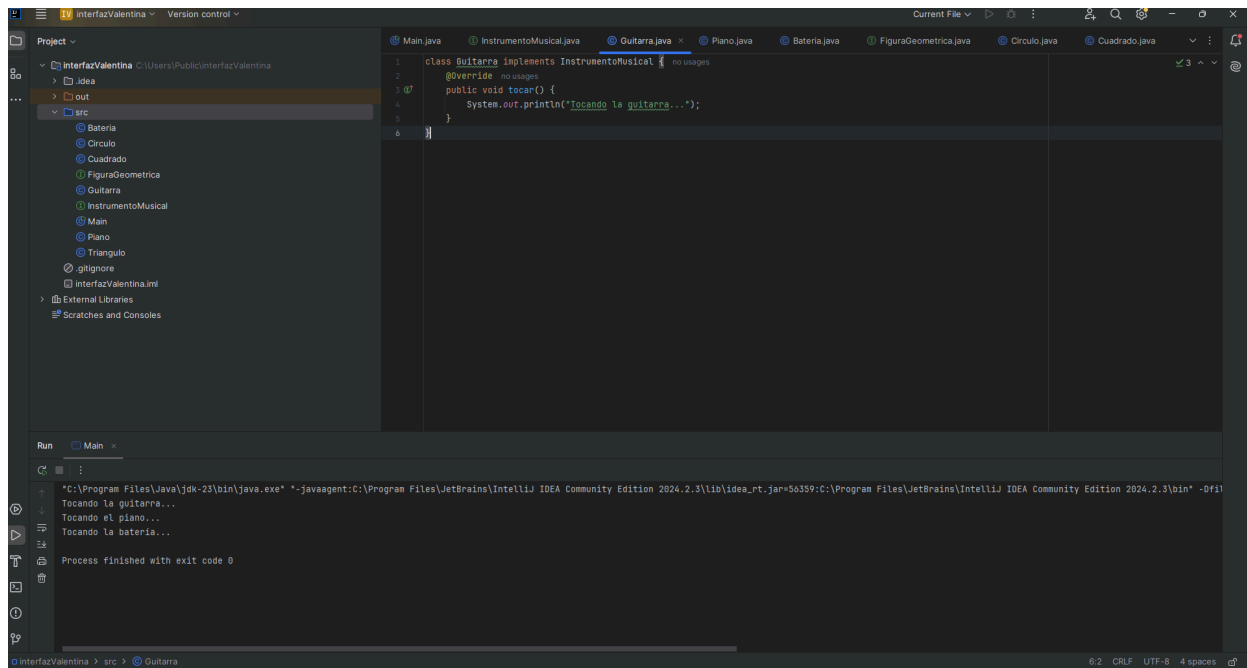 IV interfazValentina Version control Current File
Project
Main.java InstrumentoMusical.java Guitarra.java Piano.java Bateria.java FiguraGeometrica.java Circulo.java Cuadrado.java
interfazValentina C:\Users\Public\interfazValentina
.idea
out
src
Bateria
Circulo
Cuadrado
FiguraGeometrica
Guitarra
InstrumentoMusical
Main
Piano
Triangulo
.gitignore
interfazValentina.iml
External Libraries
Scratches and Consoles
1 class Guitarra implements InstrumentoMusical { no usages
3
2 @Override no usages
3 public void tocar() {
4 System.out.println("Tocando la guitarra...");
5 }
6 }
Run Main
"C:\Program Files\Java\jdk-23\bin\java.exe" "-javaagent:C:\Program Files\JetBrains\IntelliJ IDEA Community Edition 2024.2.3\lib\idea_rt.jar=56359:C:\Program Files\JetBrains\IntelliJ IDEA Community Edition 2024.2.3\bin" -Dfil
Tocando la guitarra...
Tocando el piano...
Tocando la batería...
Process finished with exit code 0
interfazValentina > src > Guitarra 6:2 CRLF UTF-8 4 spaces